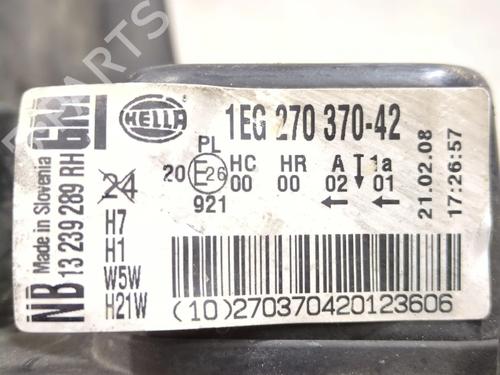 NB 13 239 289 RH GM
Made in Slovenia
HELLA
1EG 270 370-42
PL
20 E26 HC HR A 1a
00 00 02 01
921
24
H7
H1
W5W
H21W
21.02.08
17:26:57
(10)270370420123606
PARTS